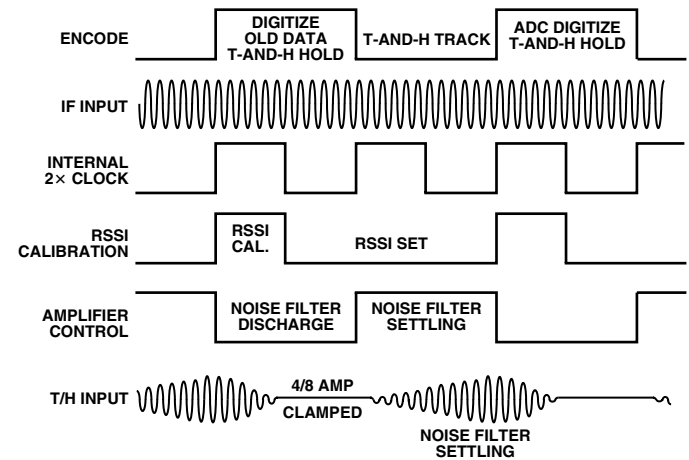 ENCODE
DIGITIZE
OLD DATA
T-AND-H HOLD
T-AND-H TRACK
ADC DIGITIZE
T-AND-H HOLD
IF INPUT
INTERNAL
2× CLOCK
RSSI
CALIBRATION
RSSI
CAL.
RSSI SET
AMPLIFIER
CONTROL
NOISE FILTER
DISCHARGE
NOISE FILTER
SETTLING
T/H INPUT
4/8 AMP
CLAMPED
NOISE FILTER
SETTLING